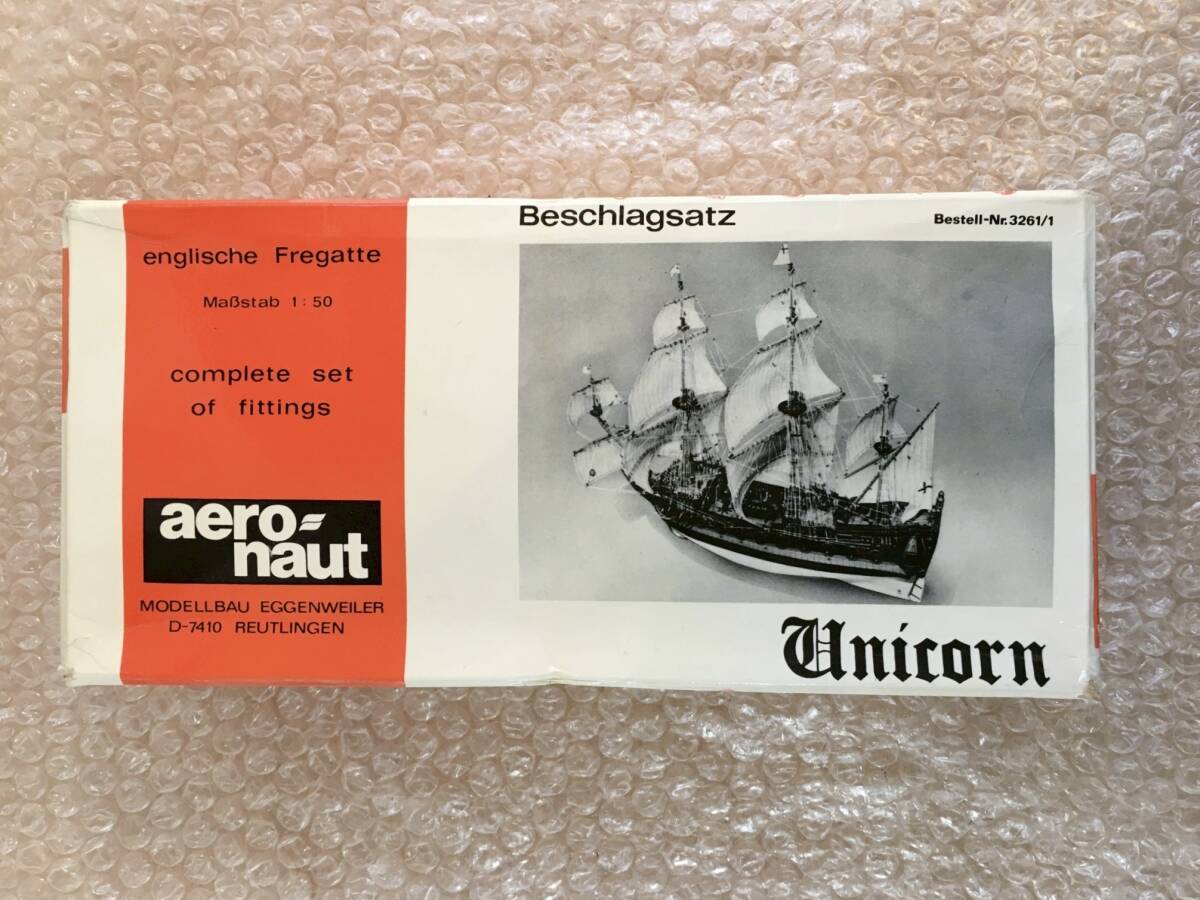 englische Fregatte
Maßstab 1:50
complete set
of fittings
aero-
naut
MODELLBAU EGGENWEILER
D-7410 REUTLINGEN
Beschlagsatz
Bestell-Nr. 3261/1
Unicorn